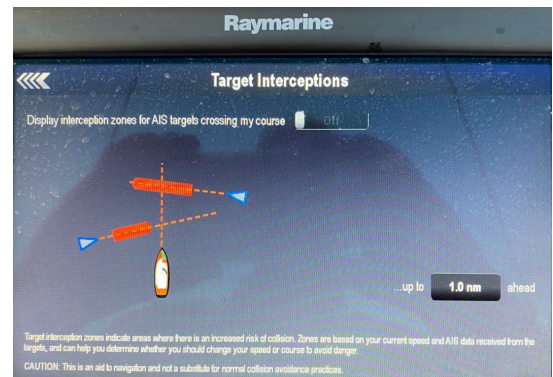 Raymarine
Target Interceptions
Display interception zones for AIS targets crossing my course Off
...up to 1.0 nm ahead
Target interception zones indicate areas where there is an increased risk of collision. Zones are based on your current speed and AIS data received from the
targets, and can help you determine whether you should change your speed or course to avoid danger.
CAUTION: This is an aid to navigation and not a substitute for normal collision avoidance practices.